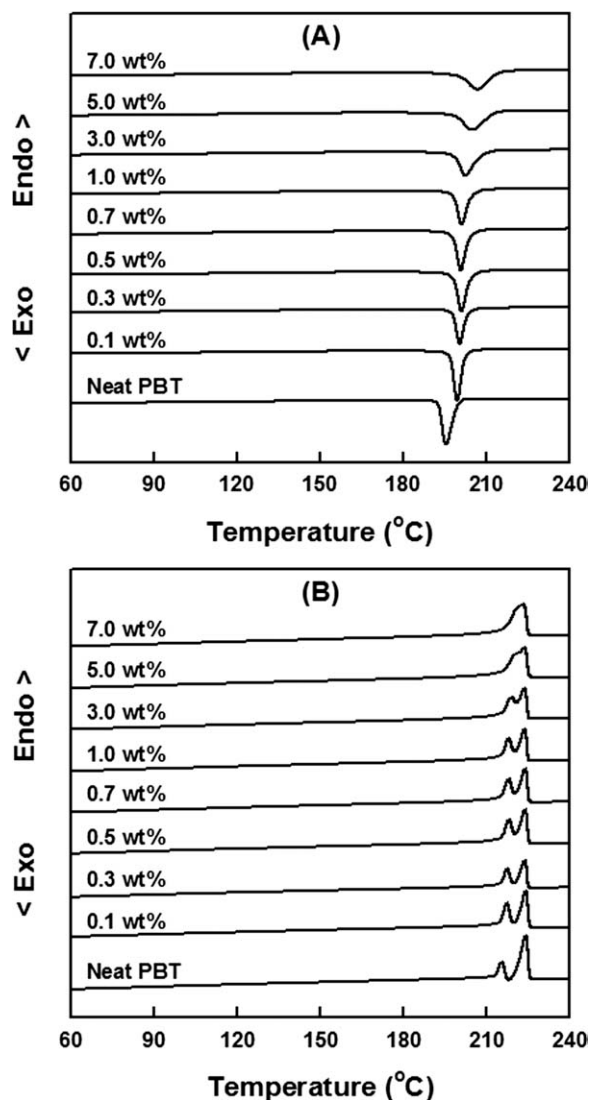 (A)
7.0 wt%
5.0 wt%
3.0 wt%
1.0 wt%
0.7 wt%
0.5 wt%
0.3 wt%
0.1 wt%
Neat PBT
< Exo Endo >
60 90 120 150 180 210 240
Temperature (°C)
(B)
7.0 wt%
5.0 wt%
3.0 wt%
1.0 wt%
0.7 wt%
0.5 wt%
0.3 wt%
0.1 wt%
Neat PBT
< Exo Endo >
60 90 120 150 180 210 240
Temperature (°C)